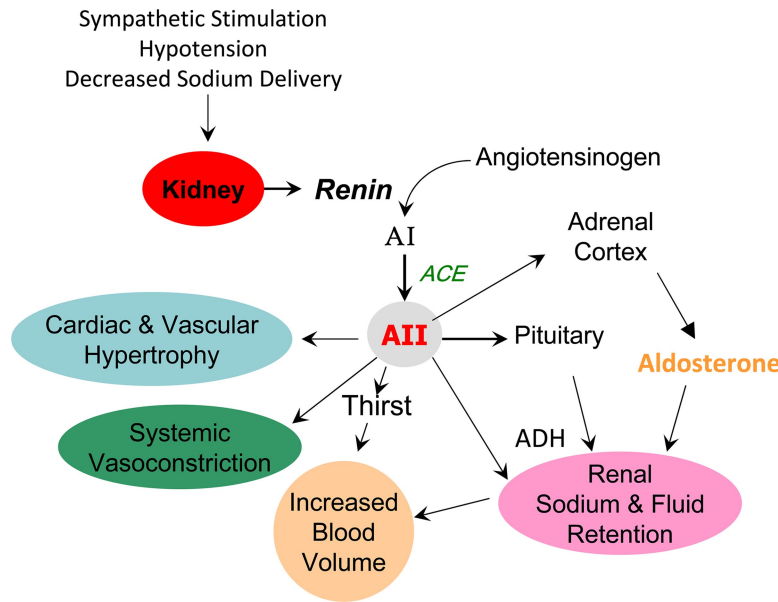 Sympathetic Stimulation
Hypotension
Decreased Sodium Delivery
Kidney
Renin
Angiotensinogen
AI
ACE
Adrenal
Cortex
AII
Pituitary
Aldosterone
Cardiac & Vascular
Hypertrophy
Thirst
Systemic
Vasoconstriction
ADH
Renal
Sodium & Fluid
Retention
Increased
Blood
Volume